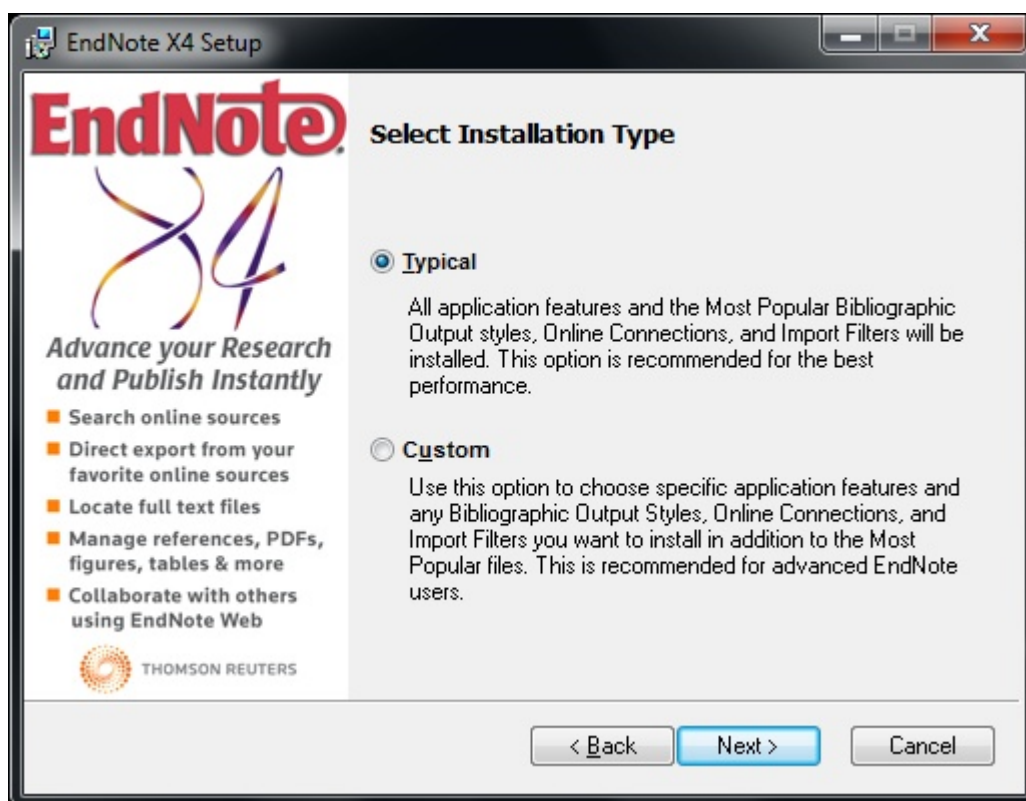 EndNote X4 Setup
EndNote
X4
Advance your Research
and Publish Instantly
Search online sources
Direct export from your
favorite online sources
Locate full text files
Manage references, PDFs,
figures, tables & more
Collaborate with others
using EndNote Web
THOMSON REUTERS
Select Installation Type
Typical
All application features and the Most Popular Bibliographic
Output styles, Online Connections, and Import Filters will be
installed. This option is recommended for the best
performance.
Custom
Use this option to choose specific application features and
any Bibliographic Output Styles, Online Connections, and
Import Filters you want to install in addition to the Most
Popular files. This is recommended for advanced EndNote
users.
< Back
Next >
Cancel